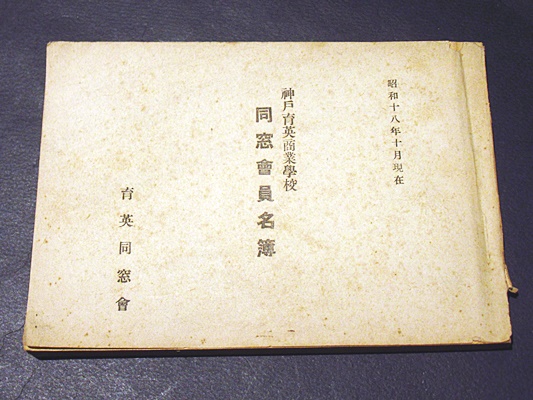 昭和十八年十月現在
神戸育英商業學校
同窓會員名簿
育英同窓會